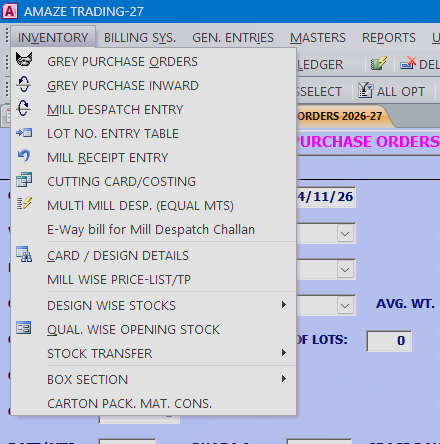 AMAZE TRADING-27
INVENTORY BILLING SYS. GEN. ENTRIES MASTERS REPORTS
LEDGER DEL
SELECT ALL OPT
ORDERS 2026-27
PURCHASE ORDERS
4/11/26
AVG. WT.
OF LOTS: 0
GREY PURCHASE ORDERS
GREY PURCHASE INWARD
MILL DESPATCH ENTRY
LOT NO. ENTRY TABLE
MILL RECEIPT ENTRY
CUTTING CARD/COSTING
MULTI MILL DESP. (EQUAL MTS)
E-Way bill for Mill Despatch Challan
CARD / DESIGN DETAILS
MILL WISE PRICE-LIST/TP
DESIGN WISE STOCKS
QUAL. WISE OPENING STOCK
STOCK TRANSFER
BOX SECTION
CARTON PACK. MAT. CONS.